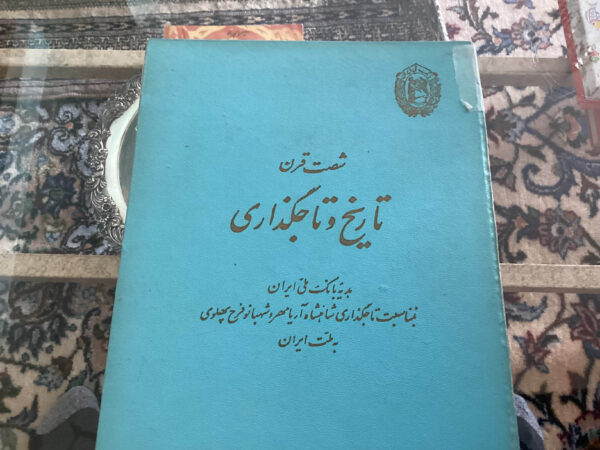 شصت قرن
تاریخ و تاجگذاری
هدیه بانک ملی ایران
بمناسبت تاجگذاری شاهنشاه آریامهر و شهبانو فرح پهلوی
به ملت ایران